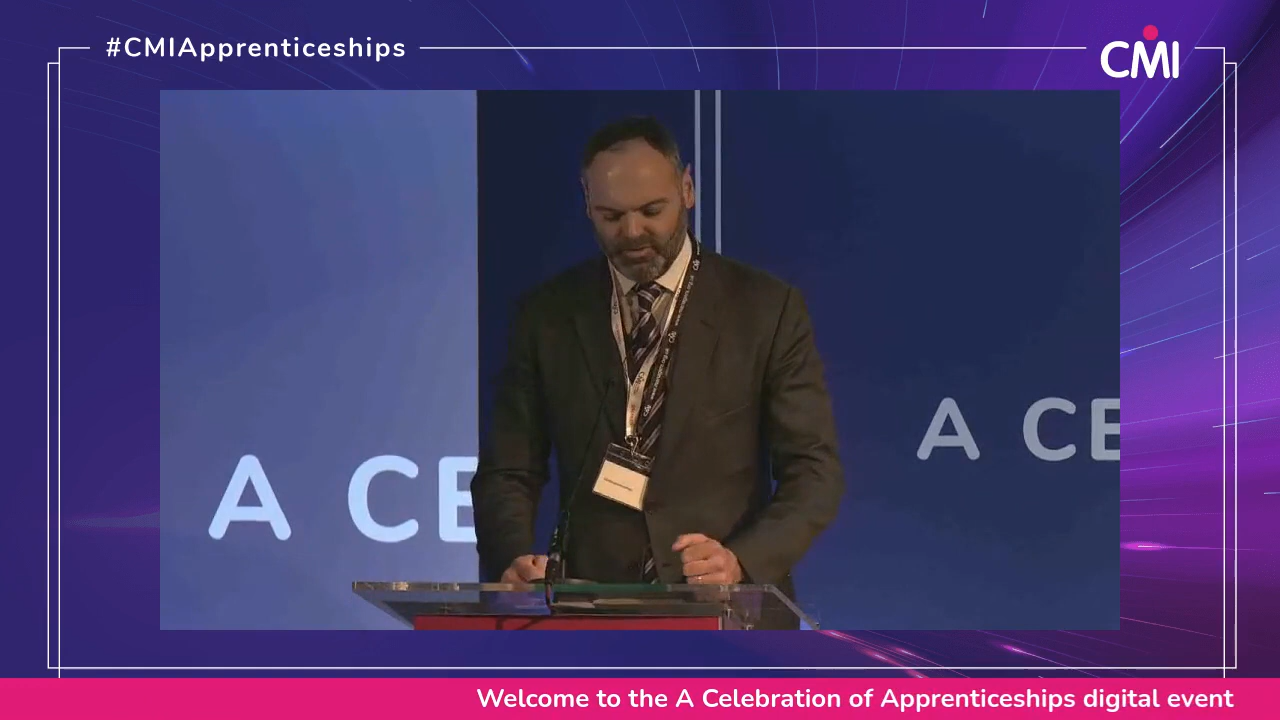 #CMIApprenticeships
CMI
A CE
A CE
Welcome to the A Celebration of Apprenticeships digital event